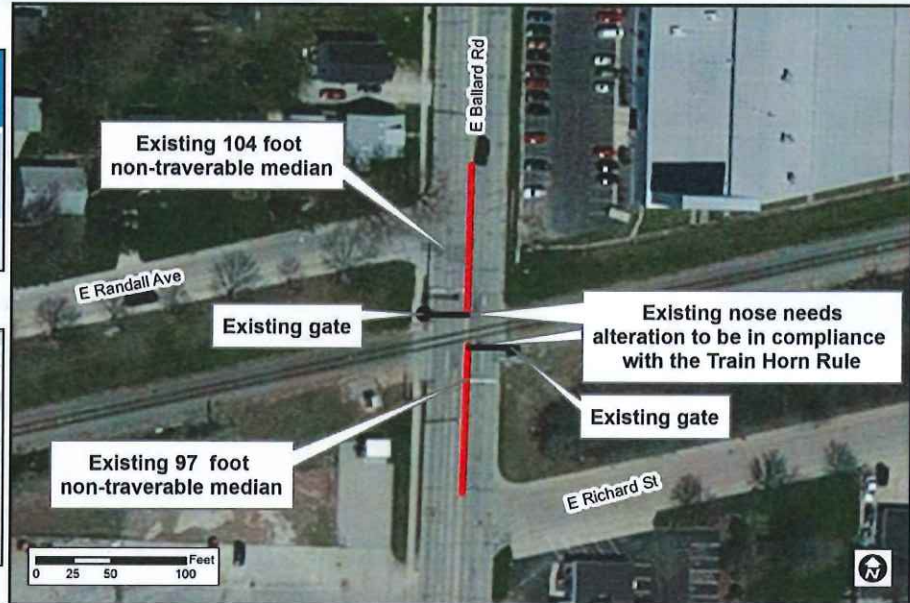 E Ballard Rd
Existing 104 foot
non-traverable median
E Randall Ave
Existing gate
Existing nose needs
alteration to be in compliance
with the Train Horn Rule
Existing gate
Existing 97 foot
non-traverable median
E Richard St
Feet
0 25 50 100
N